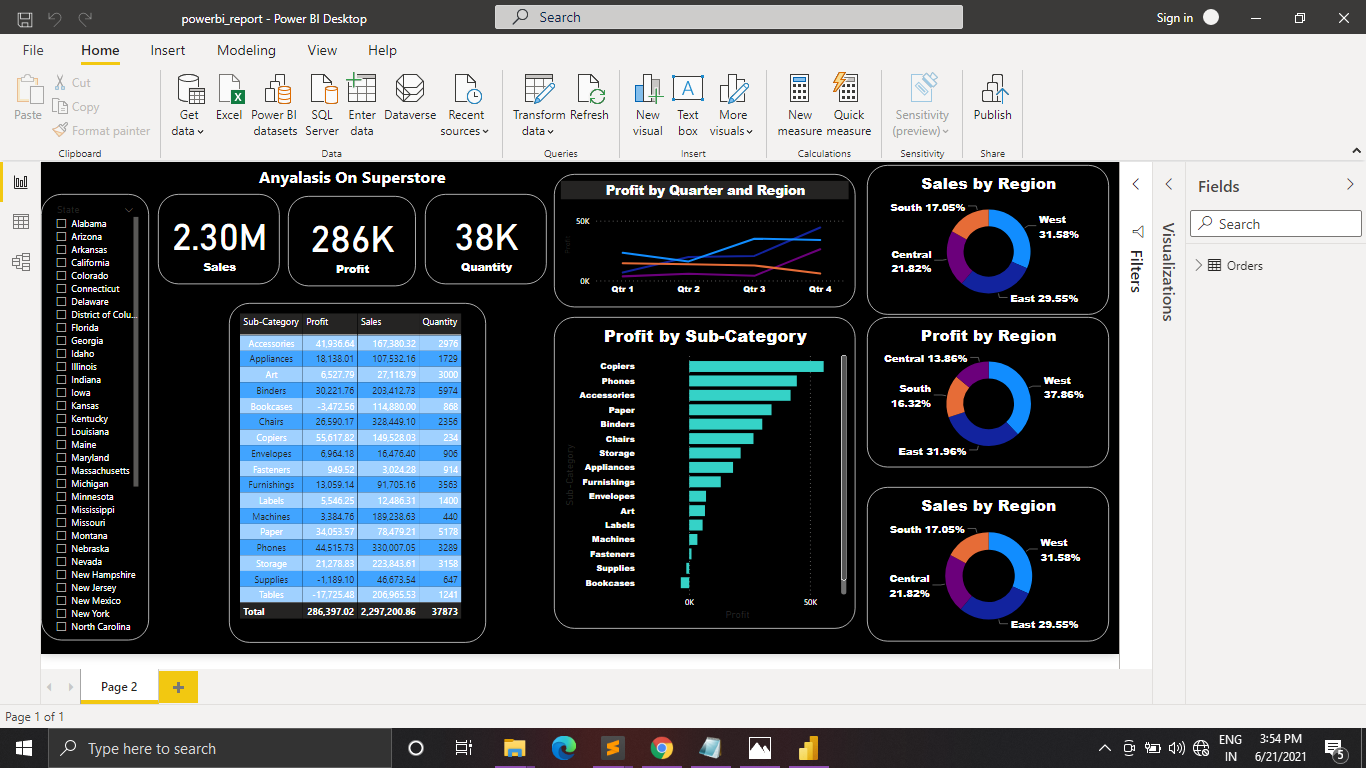 powerbi_report - Power BI Desktop
Search
Sign in
File Home Insert Modeling View Help
Paste
Cut
Copy
Format painter
Clipboard
Get data
Excel
Power BI datasets
SQL Server
Enter data
Dataverse
Recent sources
Data
Transform data
Refresh
Queries
New visual
Text box
More visuals
Insert
New measure
Quick measure
Calculations
Sensitivity (preview)
Sensitivity
Publish
Share
Anyalasis On Superstore
State
Alabama
Arizona
Arkansas
California
Colorado
Connecticut
Delaware
District of Colu...
Florida
Georgia
Idaho
Illinois
Indiana
Iowa
Kansas
Kentucky
Louisiana
Maine
Maryland
Massachusetts
Michigan
Minnesota
Mississippi
Missouri
Montana
Nebraska
Nevada
New Hampshire
New Jersey
New Mexico
New York
North Carolina
2.30M
Sales
286K
Profit
38K
Quantity
Sub-Category Profit Sales Quantity
Accessories 41,936.64 167,380.32 2976
Appliances 18,138.01 107,532.16 1729
Art 6,527.79 27,118.79 3000
Binders 30,221.76 203,412.73 5974
Bookcases -3,472.56 114,880.00 868
Chairs 26,590.17 328,449.10 2356
Copiers 55,617.82 149,528.03 234
Envelopes 6,964.18 16,476.40 906
Fasteners 949.52 3,024.28 914
Furnishings 13,059.14 91,705.16 3563
Labels 5,546.25 12,486.31 1400
Machines 3,384.76 189,238.63 440
Paper 34,053.57 78,479.21 5178
Phones 44,515.73 330,007.05 3289
Storage 21,278.83 223,843.61 3158
Supplies -1,189.10 46,673.54 647
Tables -17,725.48 206,965.53 1241
Total 286,397.02 2,297,200.86 37873
Profit by Quarter and Region
Profit
50K
0K
Qtr 1 Qtr 2 Qtr 3 Qtr 4
Profit by Sub-Category
Sub-Category
Copiers
Phones
Accessories
Paper
Binders
Chairs
Storage
Appliances
Furnishings
Envelopes
Art
Labels
Machines
Fasteners
Supplies
Bookcases
0K 50K
Profit
Sales by Region
South 17.05%
West
31.58%
Central
21.82%
East 29.55%
Profit by Region
Central 13.86%
West
37.86%
South
16.32%
East 31.96%
Sales by Region
South 17.05%
West
31.58%
Central
21.82%
East 29.55%
Filters
Visualizations
Fields
Search
Orders
Page 2
Page 1 of 1
Type here to search
ENG
IN
3:54 PM
6/21/2021
5